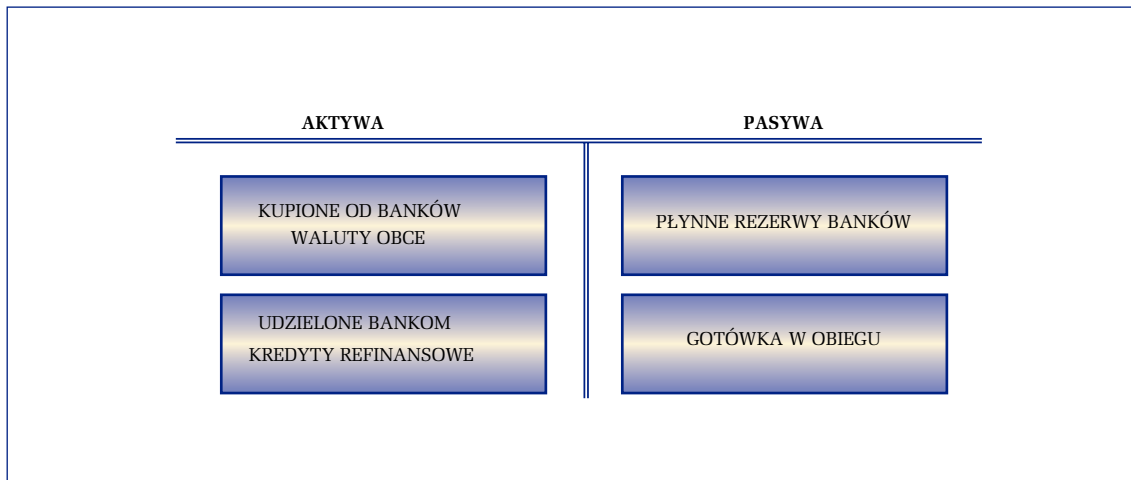 AKTYWA
PASYWA
KUPIONE OD BANKÓW
WALUTY OBCE
PŁYNNE REZERWY BANKÓW
UDZIELONE BANKOM
KREDYTY REFINANSOWE
GOTÓWKA W OBIEGU